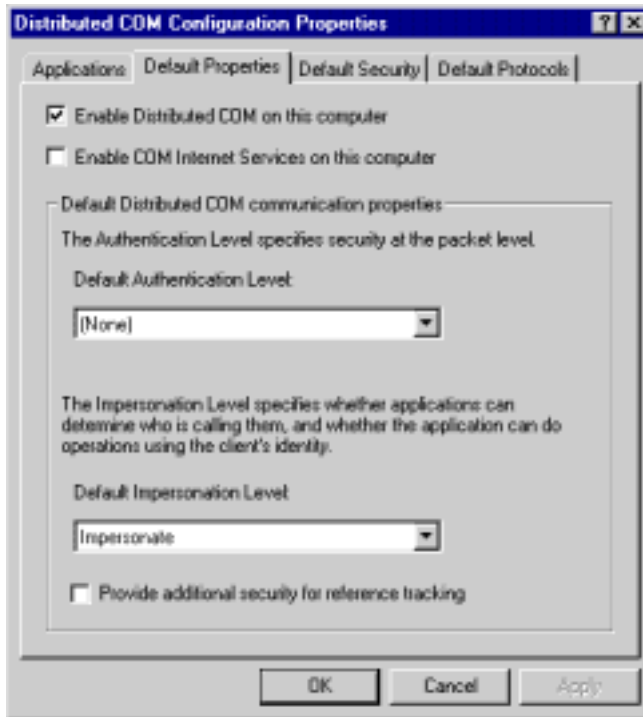 Distributed COM Configuration Properties
Applications
Default Properties
Default Security
Default Protocols
Enable Distributed COM on this computer
Enable COM Internet Services on this computer
Default Distributed COM communication properties
The Authentication Level specifies security at the packet level.
Default Authentication Level:
(None)
The Impersonation Level specifies whether applications can
determine who is calling them, and whether the application can do
operations using the client's identity.
Default Impersonation Level:
Impersonate
Provide additional security for reference tracking
OK
Cancel
Apply